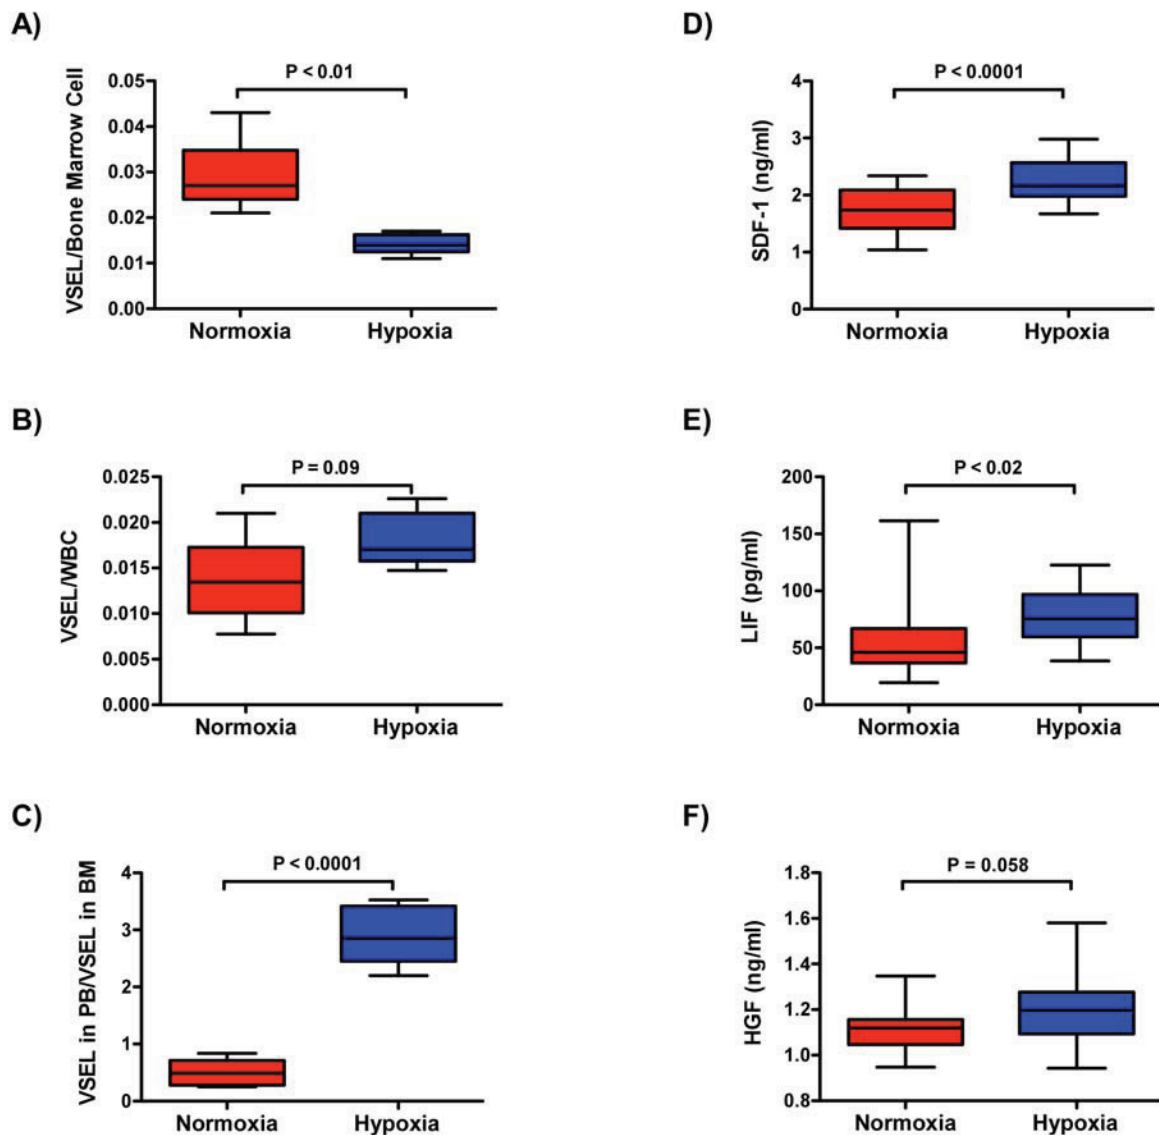 A)
P < 0.01
VSEL/Bone Marrow Cell
0.05
0.04
0.03
0.02
0.01
0.00
Normoxia Hypoxia
B)
P = 0.09
VSEL/WBC
0.025
0.020
0.015
0.010
0.005
0.000
Normoxia Hypoxia
C)
P < 0.0001
VSEL in PB/VSEL in BM
4
3
2
1
0
Normoxia Hypoxia
D)
P < 0.0001
SDF-1 (ng/ml)
4
3
2
1
0
Normoxia Hypoxia
E)
P < 0.02
LIF (pg/ml)
200
150
100
50
0
Normoxia Hypoxia
F)
P = 0.058
HGF (ng/ml)
1.8
1.6
1.4
1.2
1.0
0.8
Normoxia Hypoxia